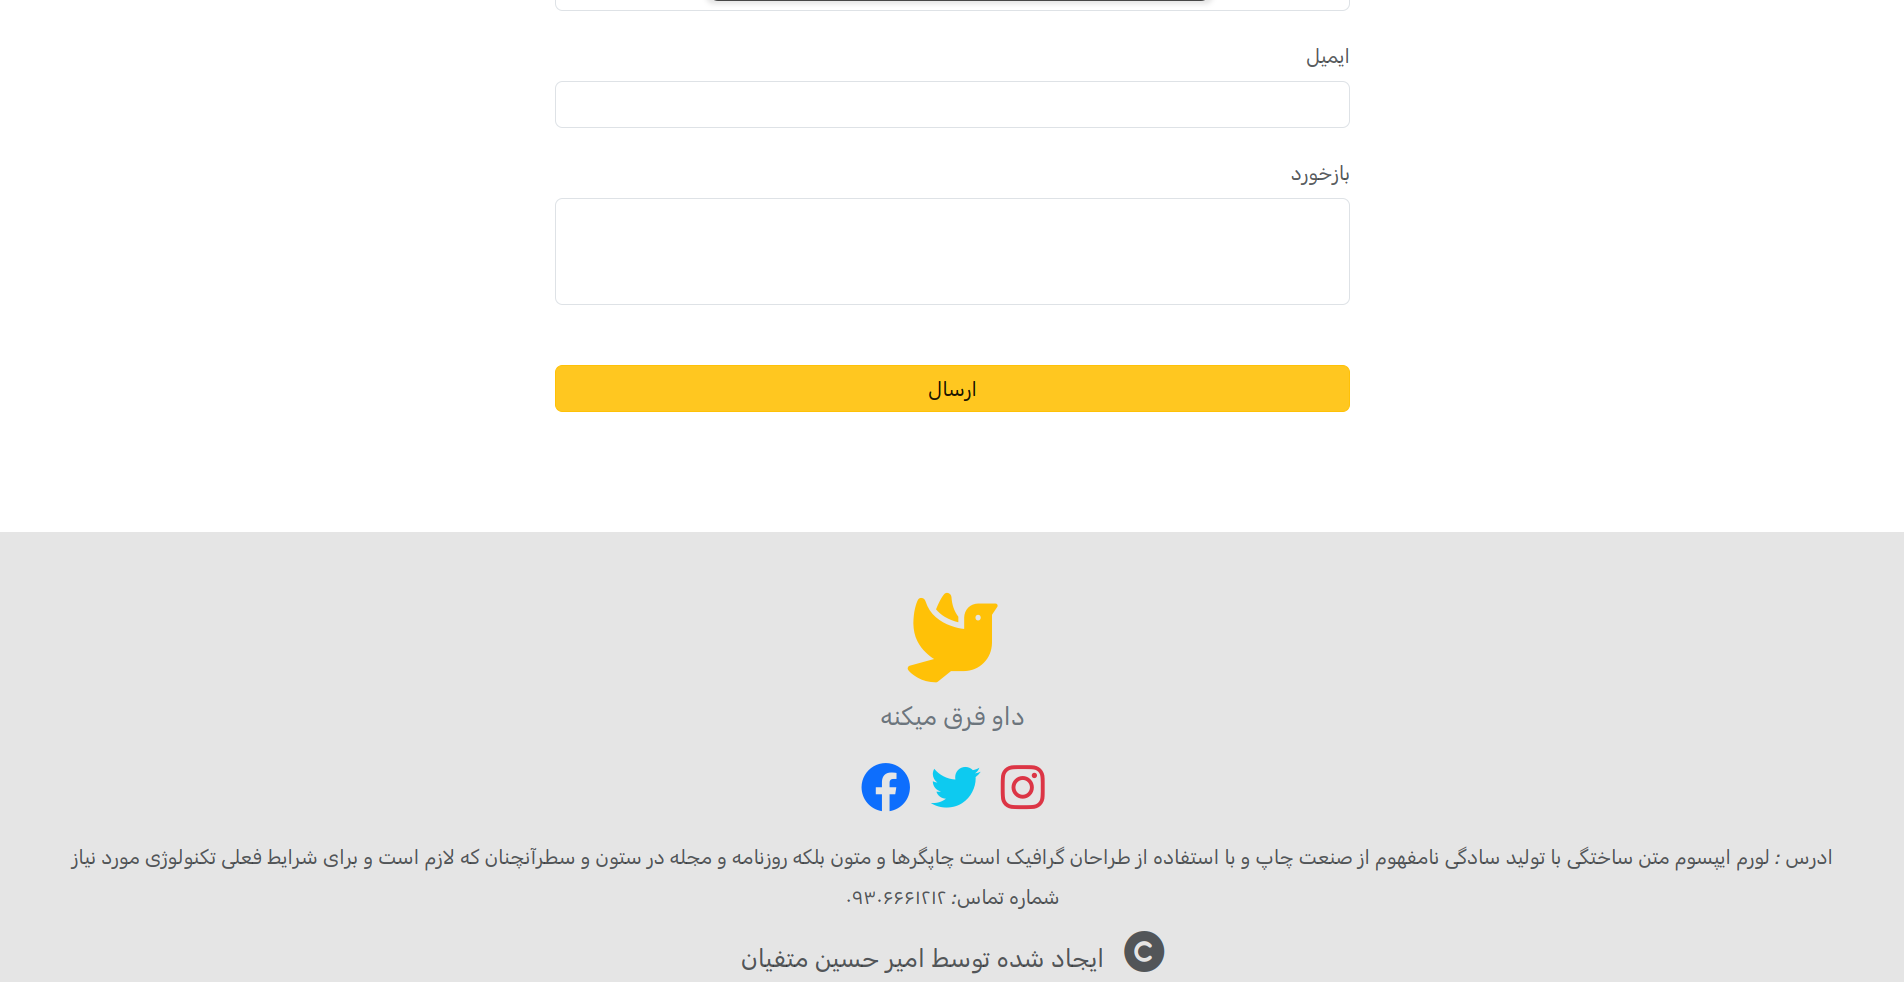 ایمیل
بازخورد
ارسال
داو فرق میکنه
ادرس : لورم ایپسوم متن ساختگی با تولید سادگی نامفهوم از صنعت چاپ و با استفاده از طراحان گرافیک است چاپگرها و متون بلکه روزنامه و مجله در ستون و سطرآنچنان که لازم است و برای شرایط فعلی تکنولوژی مورد نیاز
شماره تماس: ۰۹۳۰۶۶۶۱۲۱۲
ایجاد شده توسط امیر حسین متفیان